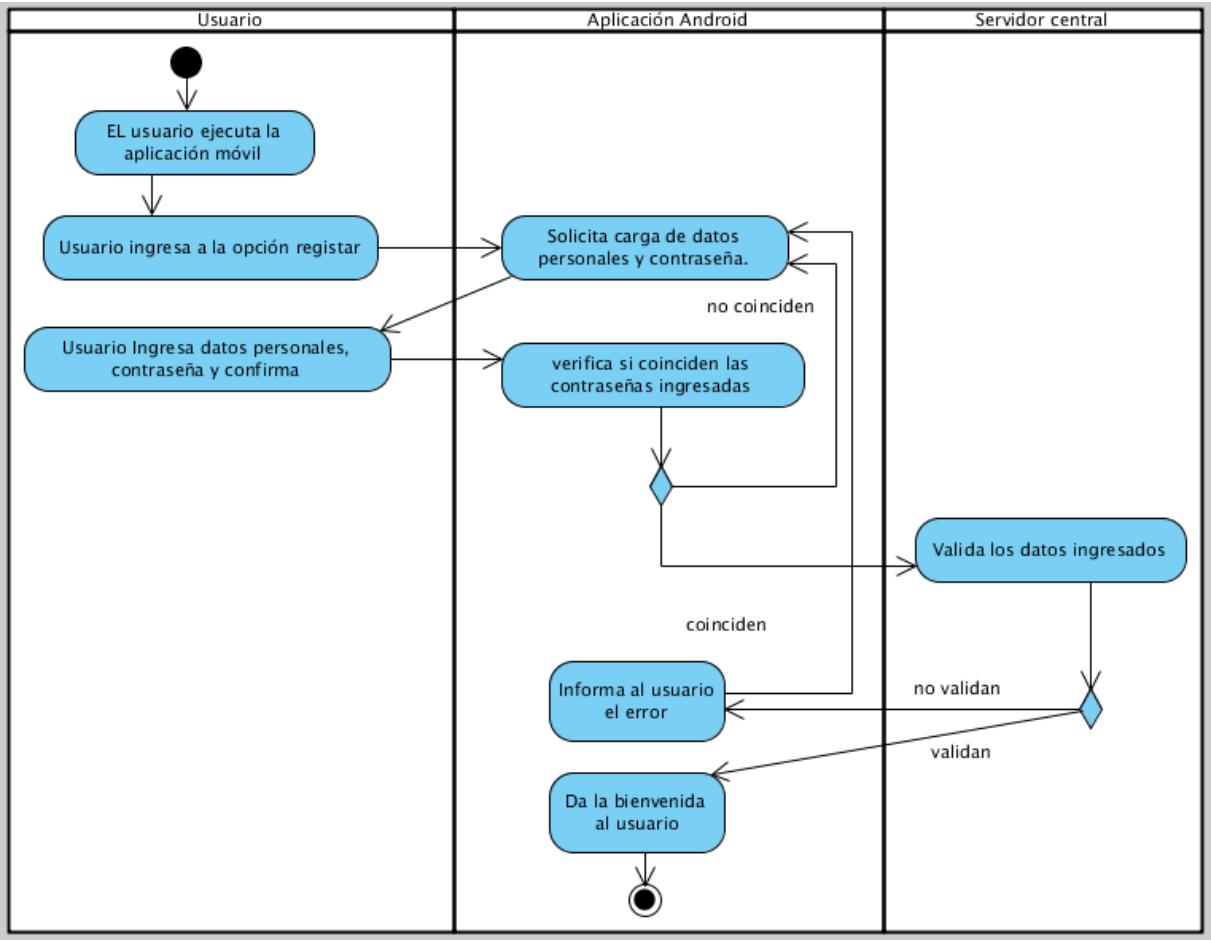 Usuario
Aplicación Android
Servidor central
EL usuario ejecuta la
aplicación móvil
Usuario ingresa a la opción registar
Solicita carga de datos
personales y contraseña.
no coinciden
Usuario Ingresa datos personales,
contraseña y confirma
verifica si coinciden las
contraseñas ingresadas
Valida los datos ingresados
coinciden
Informa al usuario
el error
no validan
validan
Da la bienvenida
al usuario